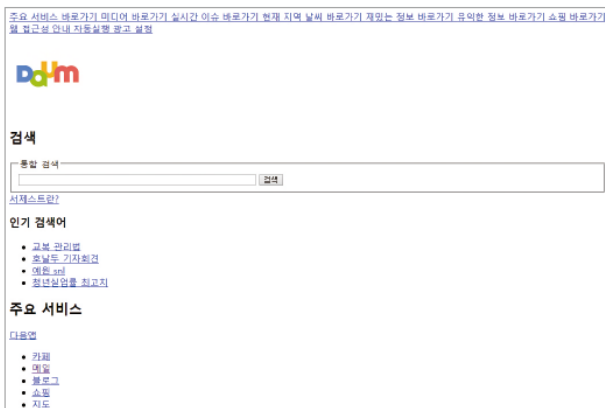 주요 서비스 바로가기 미디어 바로가기 실시간 이슈 바로가기 현재 지역 날씨 바로가기 재밌는 정보 바로가기 유익한 정보 바로가기 쇼핑 바로가기
웹 접근성 안내 자동실행 광고 설정
Daum
검색
통합 검색
검색
서제스트란?
인기 검색어
교복 관리법
호날두 기자회견
예원 snl
청년실업률 최고치
주요 서비스
다음앱
카페
메일
블로그
쇼핑
지도